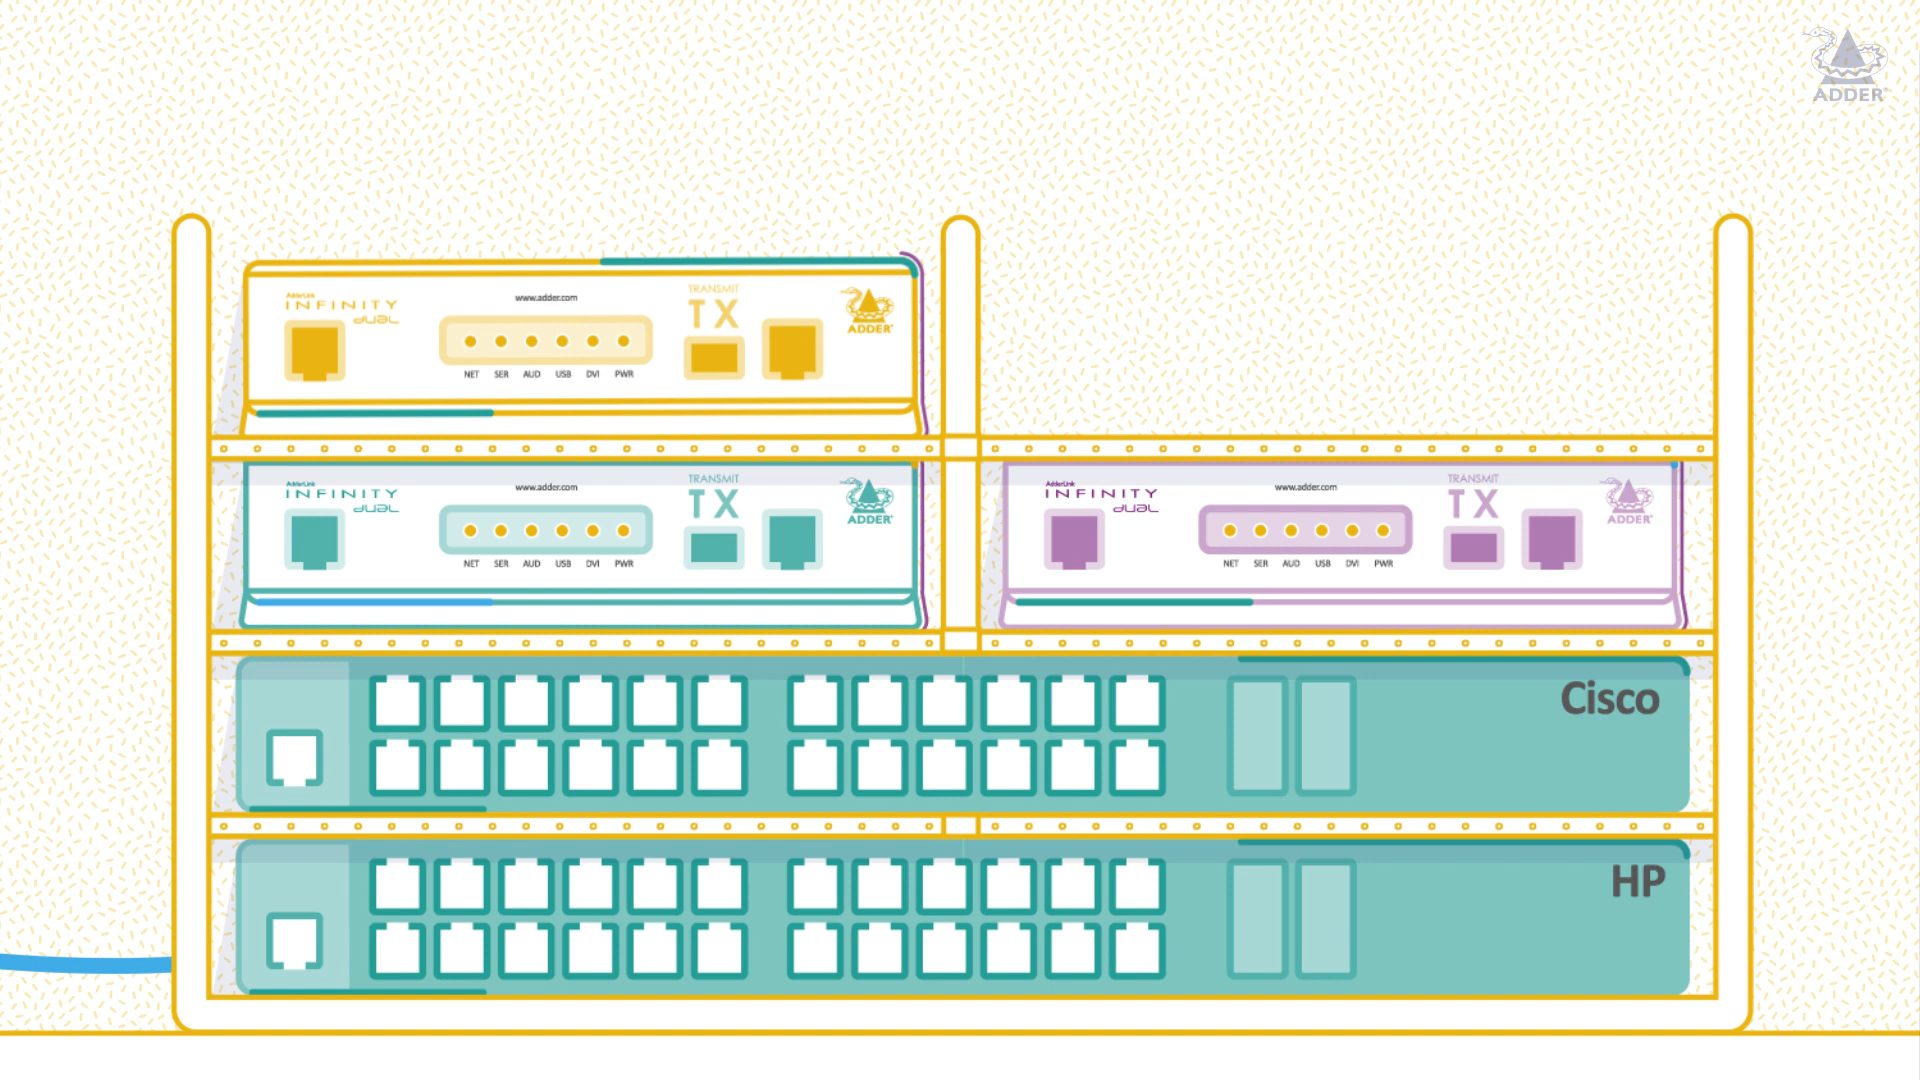 ADDER
AdderLink
INFINITY
dual
www.adder.com
TRANSMIT
TX
ADDER
NET SER AUD USB DVI PWR
AdderLink
INFINITY
dual
www.adder.com
TRANSMIT
TX
ADDER
NET SER AUD USB DVI PWR
AdderLink
INFINITY
dual
www.adder.com
TRANSMIT
TX
ADDER
NET SER AUD USB DVI PWR
Cisco
HP